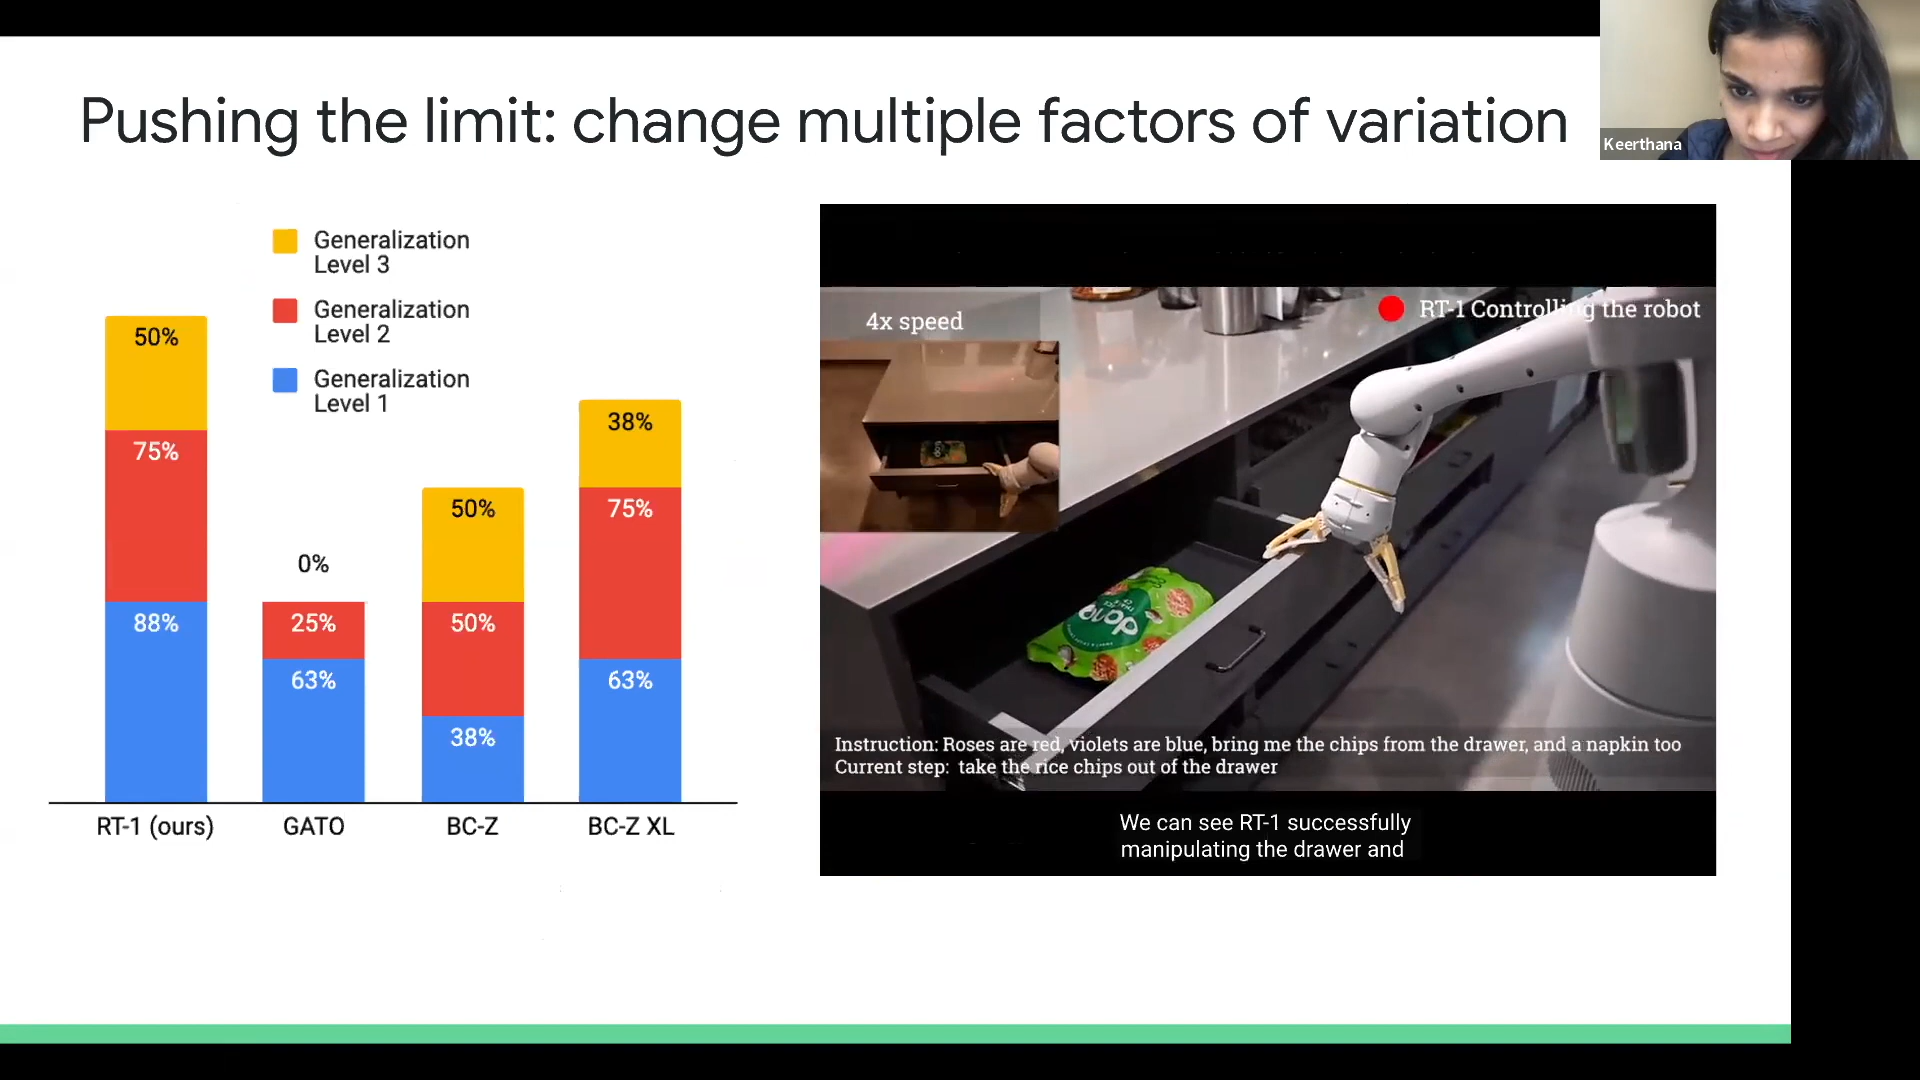 Pushing the limit: change multiple factors of variation
Keerthana
Generalization
Level 3
Generalization
Level 2
Generalization
Level 1
50%
75%
88%
0%
25%
63%
50%
50%
38%
38%
75%
63%
RT-1 (ours)
GATO
BC-Z
BC-Z XL
4x speed
RT-1 Controlling the robot
Instruction: Roses are red, violets are blue, bring me the chips from the drawer, and a napkin too
Current step: take the rice chips out of the drawer
We can see RT-1 successfully
manipulating the drawer and